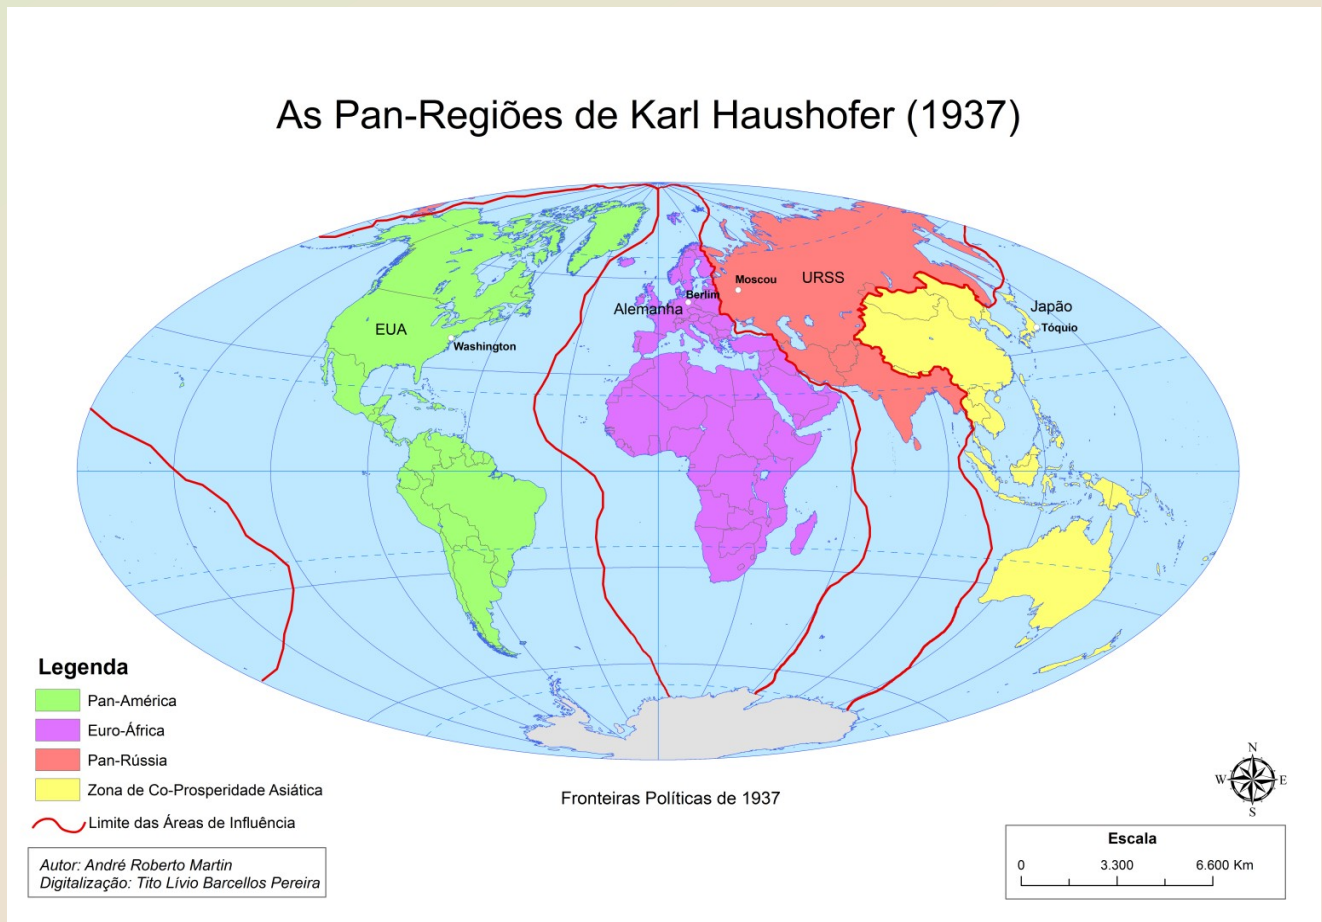 As Pan-Regiões de Karl Haushofer (1937)
Moscou
URSS
Berlim
Alemanha
Japão
Tóquio
EUA
Washington
Legenda
Pan-América
Euro-África
Pan-Rússia
Zona de Co-Prosperidade Asiática
Limite das Áreas de Influência
Fronteiras Políticas de 1937
N
W E
S
Autor: André Roberto Martin
Digitalização: Tito Lívio Barcellos Pereira
Escala
0 3.300 6.600 Km